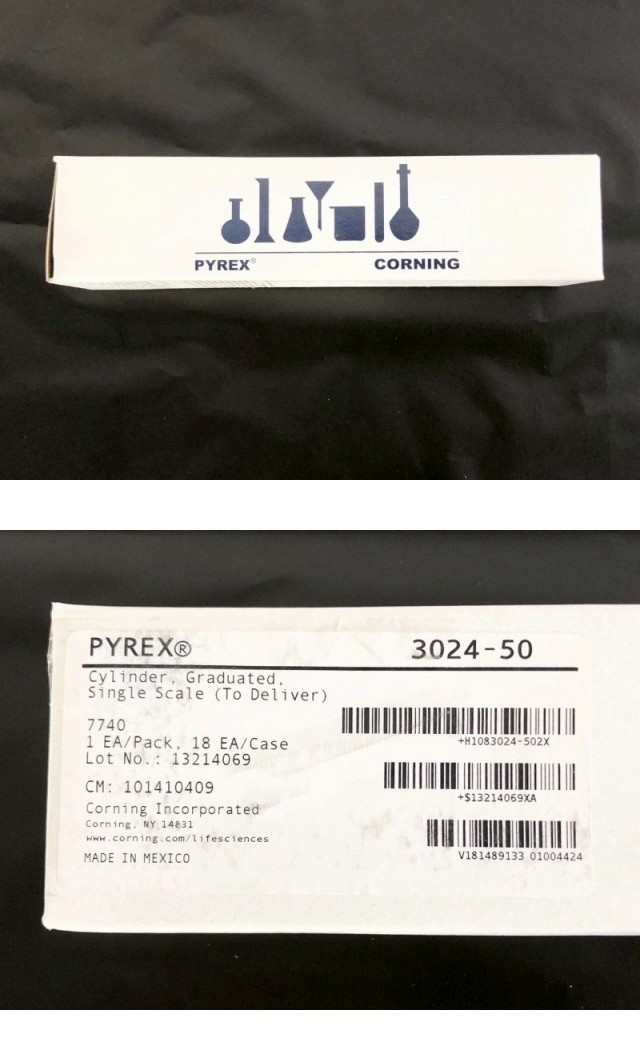 PYREX®
CORNING
PYREX®
3024-50
Cylinder, Graduated,
Single Scale (To Deliver)
7740
1 EA/Pack, 18 EA/Case
Lot No.: 13214069
CM: 101410409
Corning Incorporated
Corning, NY 14831
www.corning.com/lifesciences
MADE IN MEXICO
+H1083024-502X
+S13214069XA
V181489133 01004424